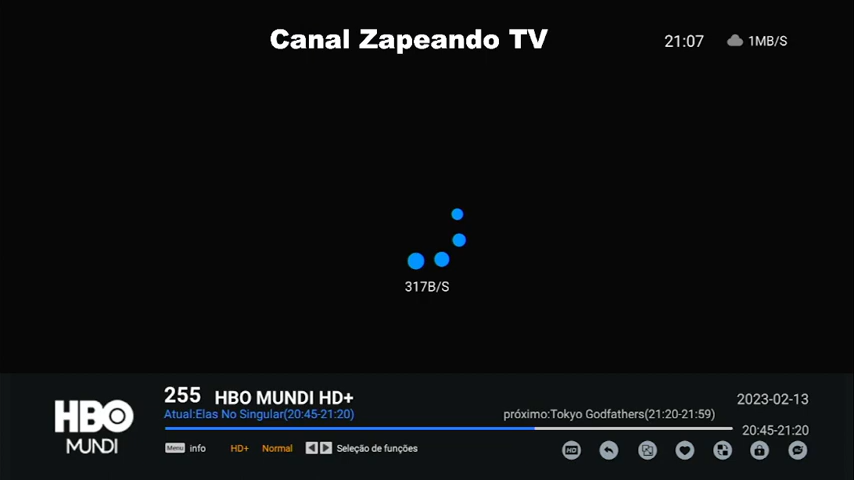 Canal Zapeando TV
21:07 1MB/S
317B/S
255 HBO MUNDI HD+
2023-02-13
Atual:Elas No Singular(20:45-21:20) próximo:Tokyo Godfathers(21:20-21:59)
20:45-21:20
HBO
MUNDI
Menu info HD+ Normal Seleção de funções
HD